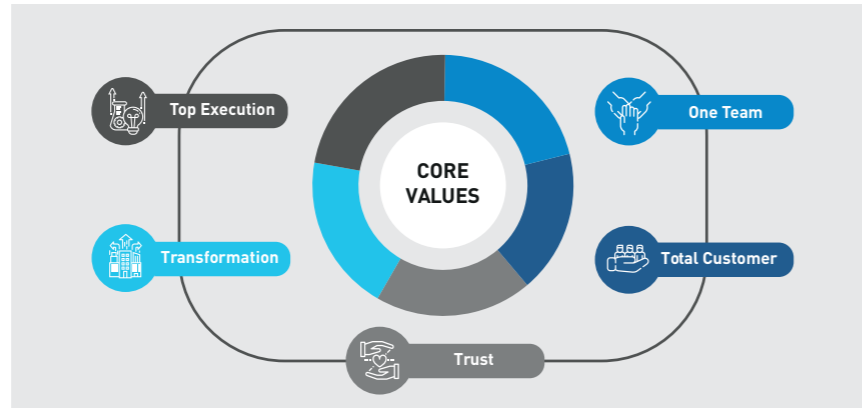 Top Execution
One Team
CORE
VALUES
Transformation
Total Customer
Trust